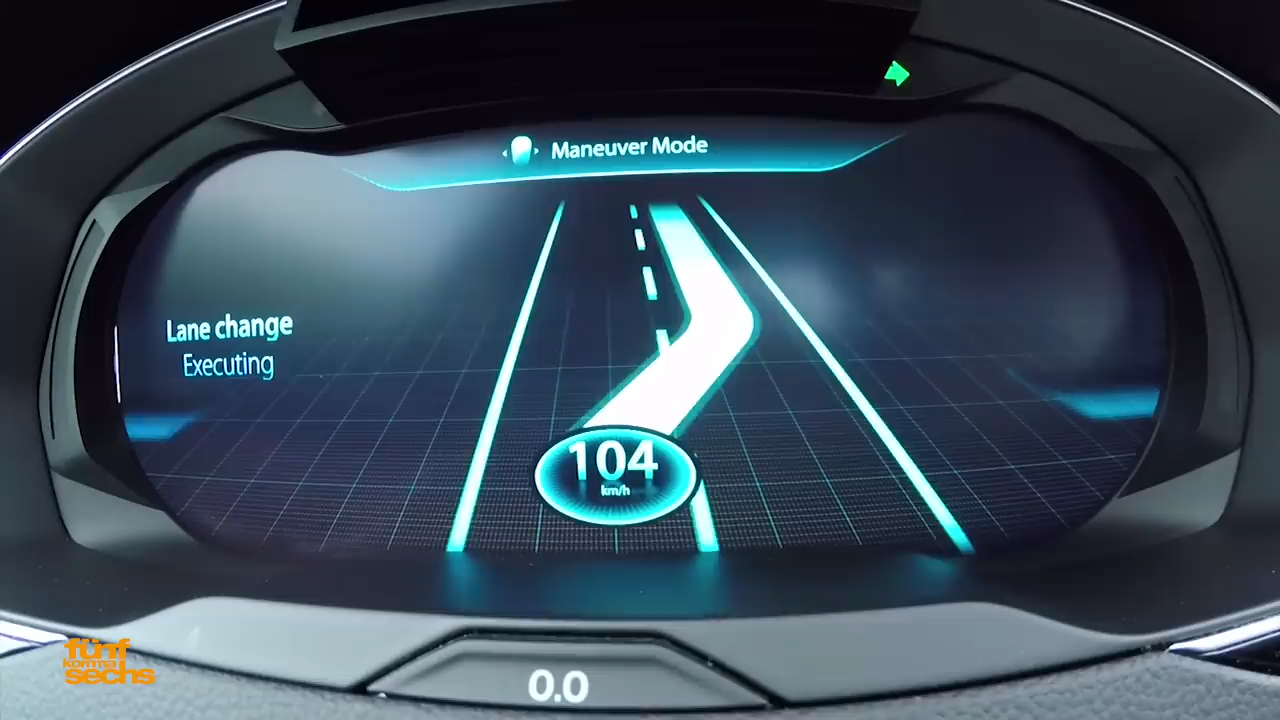 Maneuver Mode
Lane change
Executing
104
km/h
0.0
fünf
komma
sechs